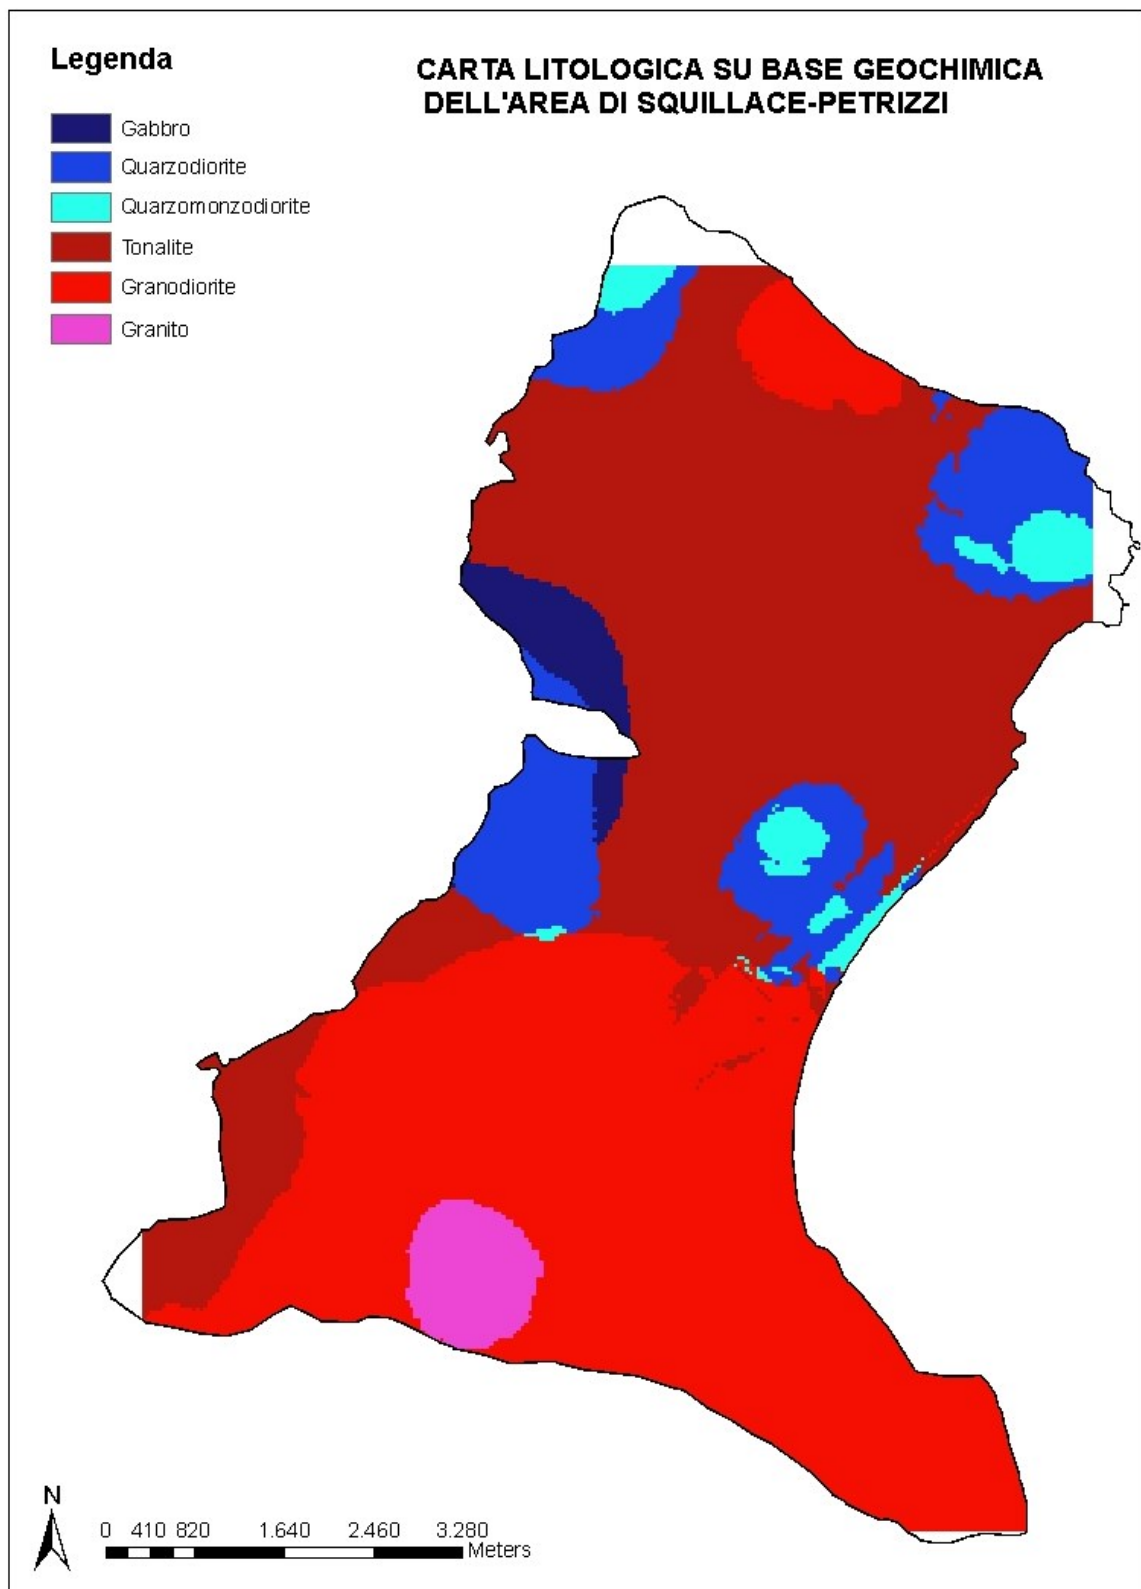 Legenda
CARTA LITOLOGICA SU BASE GEOCHIMICA
DELL'AREA DI SQUILLACE-PETRIZZI
Gabbro
Quarzodiorite
Quarzomonzodiorite
Tonalite
Granodiorite
Granito
N
0 410 820 1.640 2.460 3.280
Meters